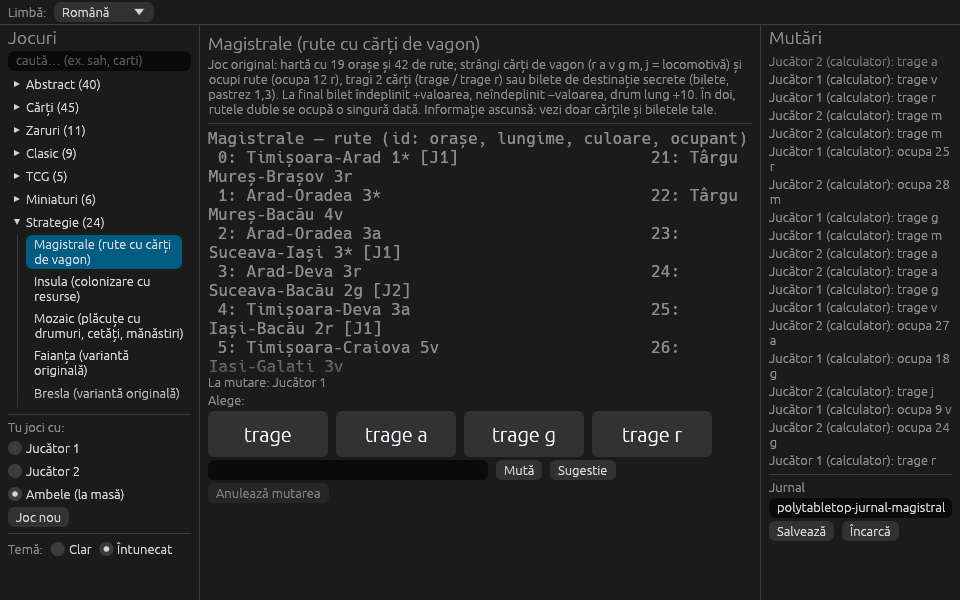 Limbă: Română
Jocuri
caută... (ex. sah, carti)
Abstract (40)
Cărți (45)
Zaruri (11)
Clasic (9)
TCG (5)
Miniaturi (6)
Strategie (24)
Magistrale (rute cu cărți
de vagon)
Insula (colonizare cu
resurse)
Mozaic (plăcuțe cu
drumuri, cetăți, mănăstiri)
Faianța (variantă
originală)
Bresla (variantă originală)
Tu joci cu:
Jucător 1
Jucător 2
Ambele (la masă)
Joc nou
Temă: Clar Întunecat
Magistrale (rute cu cărți de vagon)
Joc original: hartă cu 19 orașe și 42 de rute; strângi cărți de vagon (r a v g m, j = locomotivă) și
ocupi rute (ocupa 12 r), tragi 2 cărți (trage / trage r) sau bilete de destinație secrete (bilete,
pastrez 1,3). La final bilet îndeplinit +valoarea, neîndeplinit −valoarea, drum lung +10. În doi,
rutele duble se ocupă o singură dată. Informație ascunsă: vezi doar cărțile și biletele tale.
Magistrale — rute (id: orașe, lungime, culoare, ocupant)
0: Timișoara-Arad 1* [J1] 21: Târgu
Mureș-Brașov 3r
1: Arad-Oradea 3* 22: Târgu
Mureș-Bacău 4v
2: Arad-Oradea 3a 23:
Suceava-Iași 3* [J1]
3: Arad-Deva 3r 24:
Suceava-Bacău 2g [J2]
4: Timișoara-Deva 3a 25:
Iași-Bacău 2r [J1]
5: Timișoara-Craiova 5v 26:
Iași-Galați 3v
La mutare: Jucător 1
Alege:
trage
trage a
trage g
trage r
Mută
Sugestie
Anulează mutarea
Mutări
Jucător 2 (calculator): trage a
Jucător 1 (calculator): trage v
Jucător 1 (calculator): trage r
Jucător 2 (calculator): trage m
Jucător 2 (calculator): trage m
Jucător 1 (calculator): ocupa 25
r
Jucător 2 (calculator): ocupa 28
m
Jucător 1 (calculator): trage g
Jucător 1 (calculator): trage m
Jucător 2 (calculator): trage a
Jucător 2 (calculator): trage a
Jucător 1 (calculator): trage g
Jucător 1 (calculator): trage v
Jucător 2 (calculator): ocupa 27
a
Jucător 1 (calculator): ocupa 18
g
Jucător 2 (calculator): trage j
Jucător 1 (calculator): ocupa 9 v
Jucător 2 (calculator): ocupa 24
g
Jucător 1 (calculator): trage r
Jurnal
polytabletop-jurnal-magistral
Salvează
Încarcă